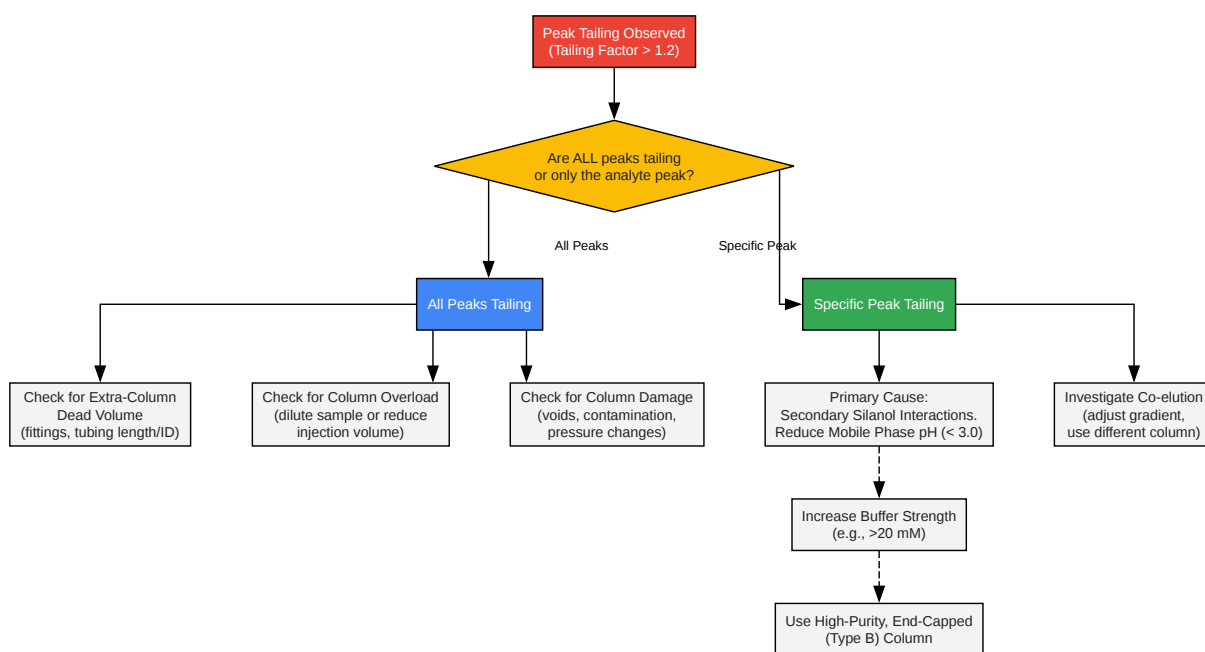 Peak Tailing Observed
(Tailing Factor > 1.2)
Are ALL peaks tailing
or only the analyte peak?
All Peaks
Specific Peak
All Peaks Tailing
Specific Peak Tailing
Check for Extra-Column
Dead Volume
(fittings, tubing length/ID)
Check for Column Overload
(dilute sample or reduce
injection volume)
Check for Column Damage
(voids, contamination,
pressure changes)
Primary Cause:
Secondary Silanol Interactions.
Reduce Mobile Phase pH (< 3.0)
Investigate Co-elution
(adjust gradient,
use different column)
Increase Buffer Strength
(e.g., >20 mM)
Use High-Purity, End-Capped
(Type B) Column